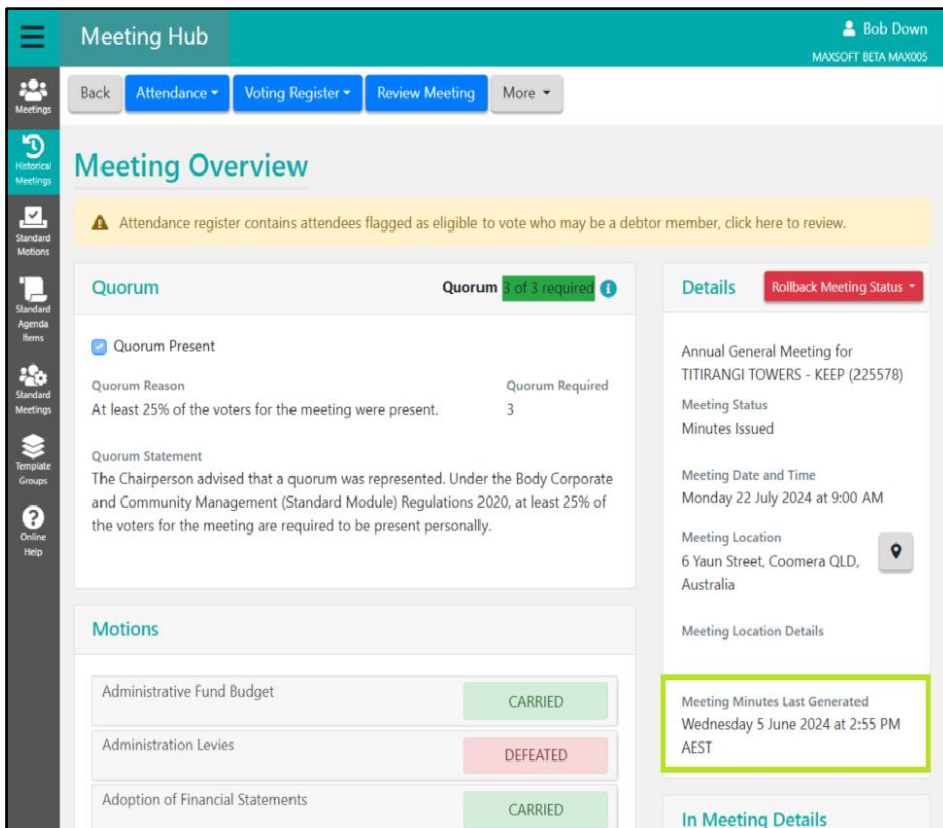 Meeting Hub
Bob Down
MAXSOFT BETA MAX005
Meetings
Historical
Meetings
Standard
Motions
Standard
Agenda
Items
Standard
Meetings
Template
Groups
Online
Help
Back
Attendance
Voting Register
Review Meeting
More
Meeting Overview
Attendance register contains attendees flagged as eligible to vote who may be a debtor member, click here to review.
Quorum
Quorum 3 of 3 required
Quorum Present
Quorum Reason
At least 25% of the voters for the meeting were present.
Quorum Required
3
Quorum Statement
The Chairperson advised that a quorum was represented. Under the Body Corporate
and Community Management (Standard Module) Regulations 2020, at least 25% of
the voters for the meeting are required to be present personally.
Motions
Administrative Fund Budget
CARRIED
Administration Levies
DEFEATED
Adoption of Financial Statements
CARRIED
Details
Rollback Meeting Status
Annual General Meeting for
TITIRANGI TOWERS - KEEP (225578)
Meeting Status
Minutes Issued
Meeting Date and Time
Monday 22 July 2024 at 9:00 AM
Meeting Location
6 Yaun Street, Coomera QLD,
Australia
Meeting Location Details
Meeting Minutes Last Generated
Wednesday 5 June 2024 at 2:55 PM
AEST
In Meeting Details